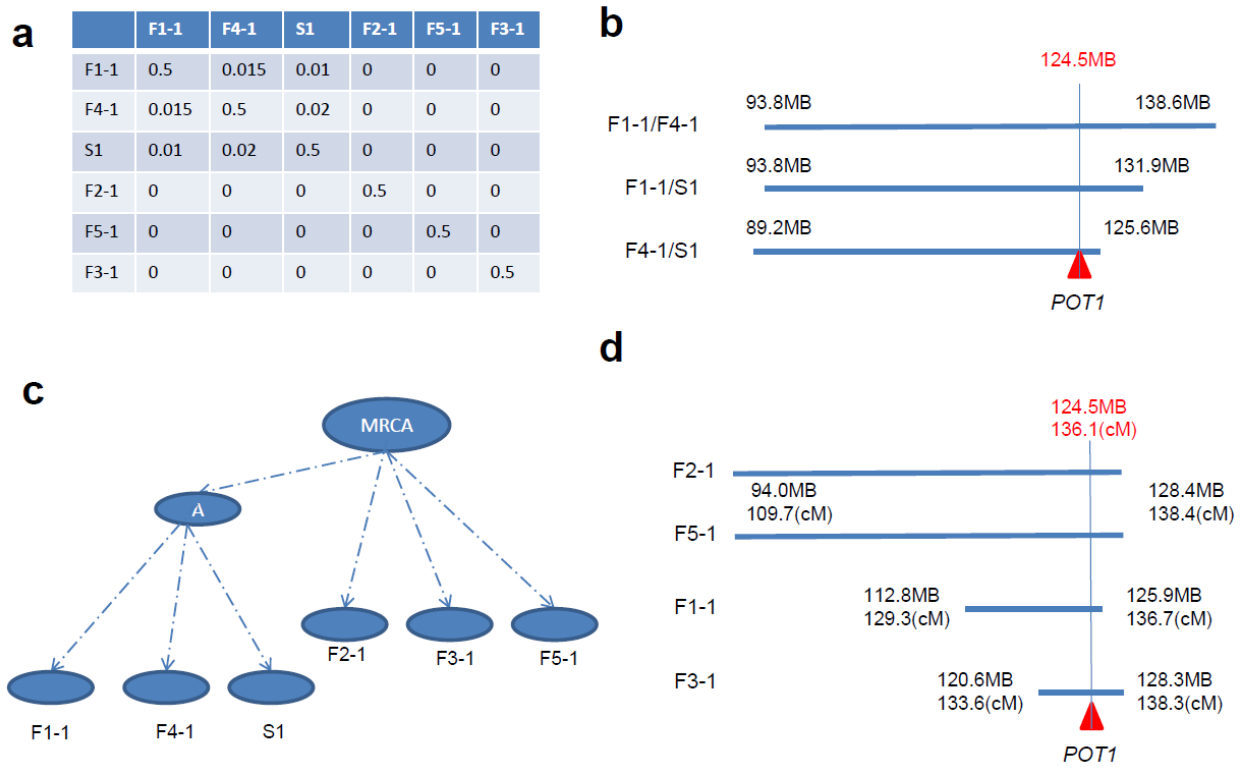 a
F1-1 F4-1 S1 F2-1 F5-1 F3-1
F1-1 0.5 0.015 0.01 0 0 0
F4-1 0.015 0.5 0.02 0 0 0
S1 0.01 0.02 0.5 0 0 0
F2-1 0 0 0 0.5 0 0
F5-1 0 0 0 0 0.5 0
F3-1 0 0 0 0 0 0.5
b
124.5MB
93.8MB 138.6MB
F1-1/F4-1
93.8MB 131.9MB
F1-1/S1
89.2MB 125.6MB
F4-1/S1
POT1
c
MRCA
A
F2-1 F3-1 F5-1
F1-1 F4-1 S1
d
124.5MB
136.1(cM)
F2-1
94.0MB 128.4MB
109.7(cM) 138.4(cM)
F5-1
112.8MB 125.9MB
F1-1
129.3(cM) 136.7(cM)
F3-1
120.6MB 128.3MB
133.6(cM) 138.3(cM)
POT1